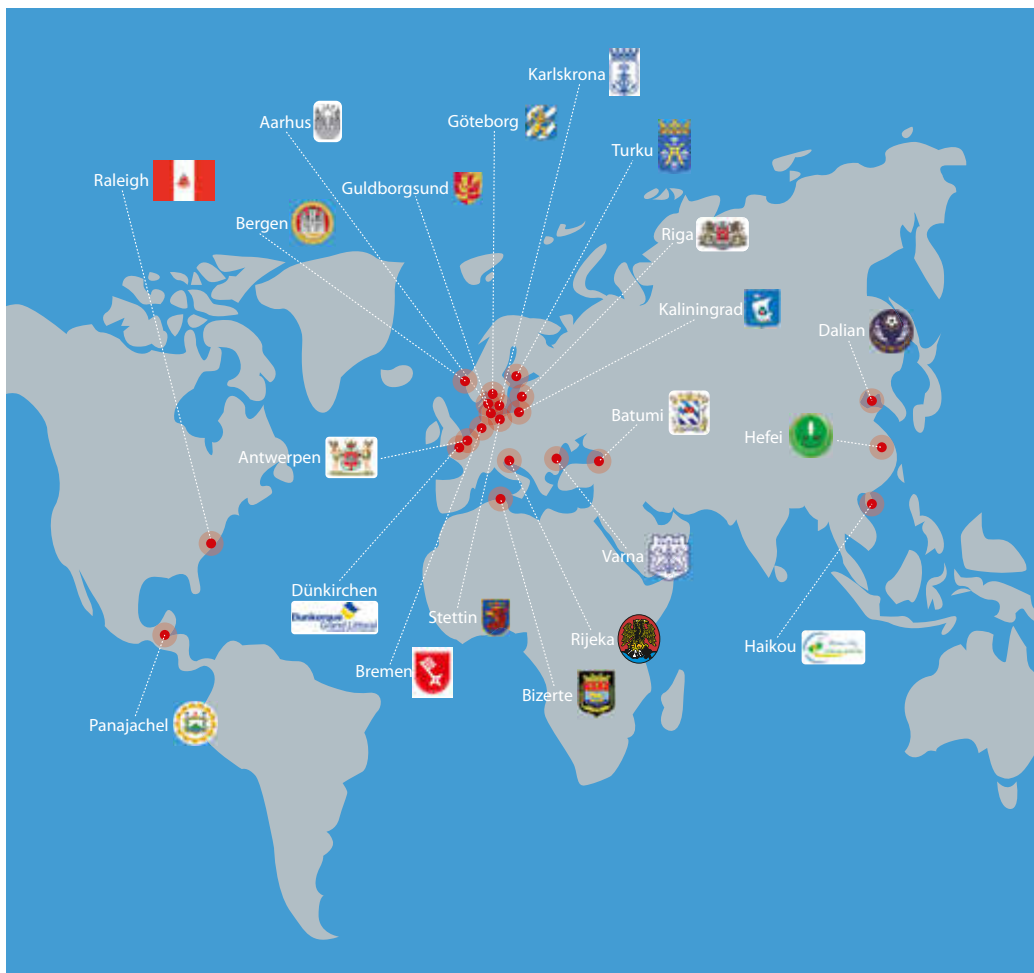 Karlskrona
Aarhus
Göteborg
Turku
Raleigh
Guldborgsund
Bergen
Riga
Kaliningrad
Dalian
Batumi
Hefei
Antwerpen
Varna
Dünkirchen
Dunkerque
Grand Littoral
Stettin
Rijeka
Haikou
Bremen
Bizerte
Panajachel